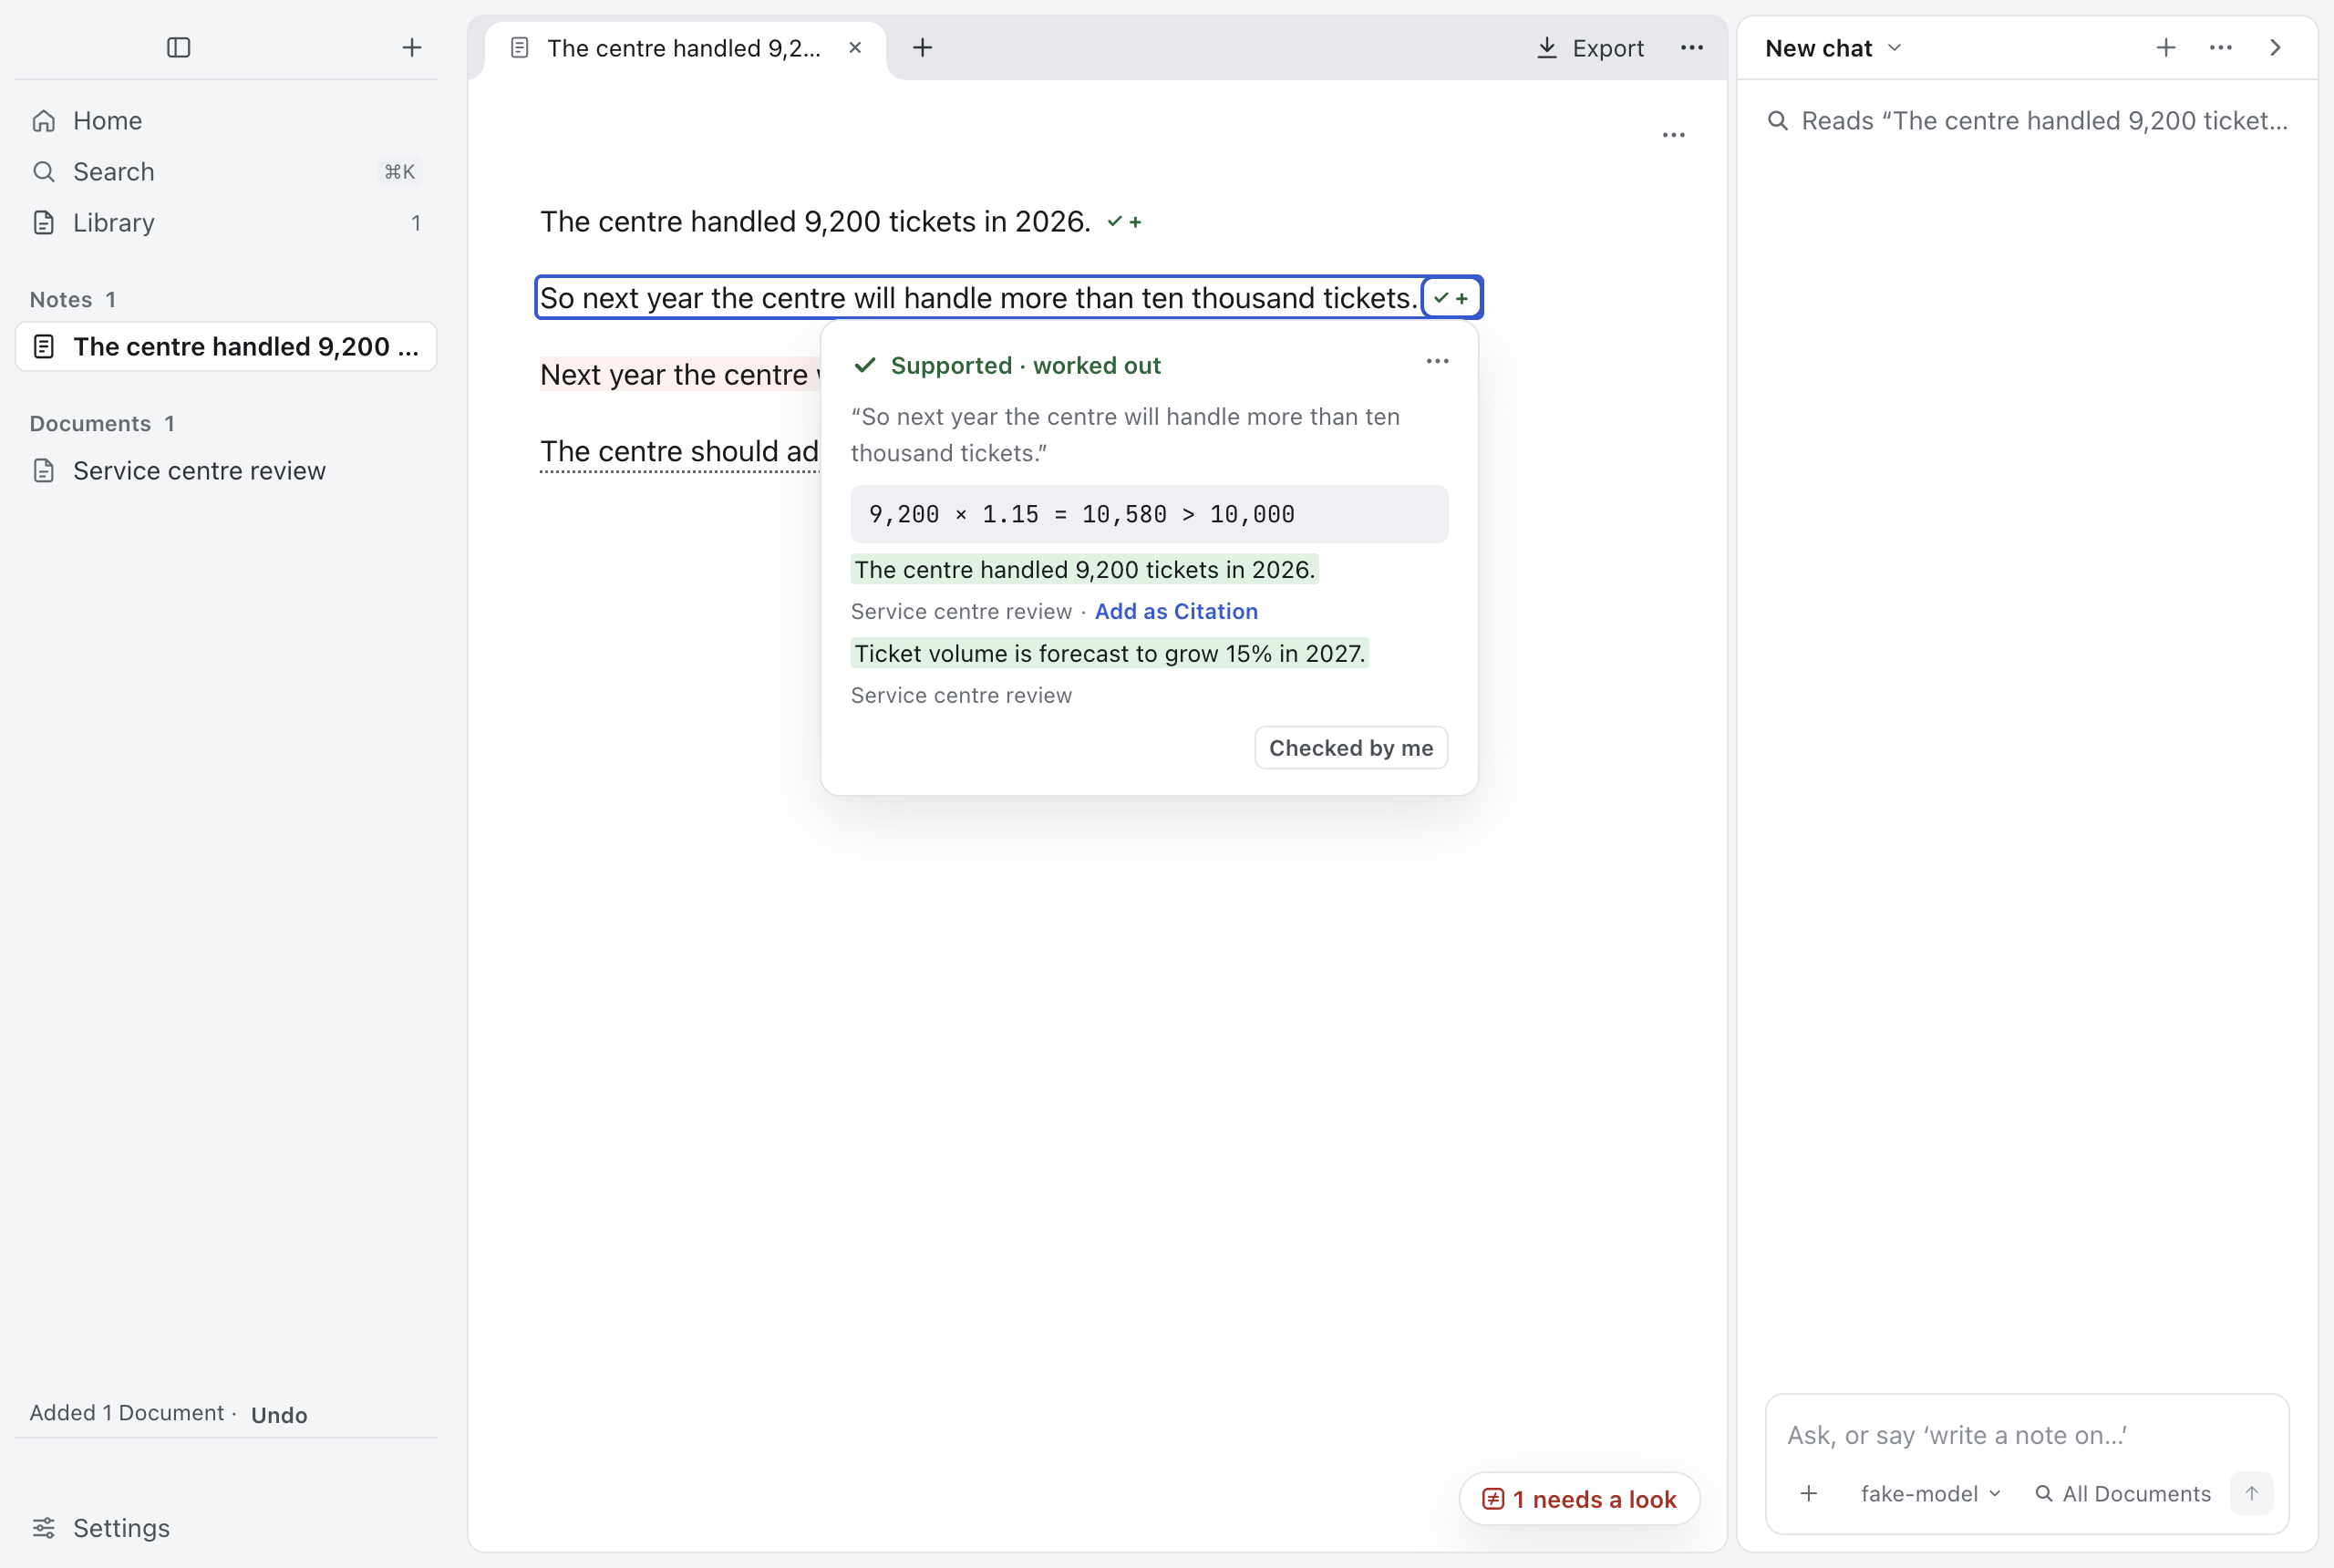 Home
Search ⌘K
Library 1
Notes 1
The centre handled 9,200 ...
Documents 1
Service centre review
Added 1 Document · Undo
Settings
The centre handled 9,2...
Export
The centre handled 9,200 tickets in 2026.
So next year the centre will handle more than ten thousand tickets.
Next year the centre
The centre should ad
Supported · worked out
“So next year the centre will handle more than ten
thousand tickets.”
9,200 × 1.15 = 10,580 > 10,000
The centre handled 9,200 tickets in 2026.
Service centre review · Add as Citation
Ticket volume is forecast to grow 15% in 2027.
Service centre review
Checked by me
1 needs a look
New chat
Reads “The centre handled 9,200 ticket...
Ask, or say ‘write a note on...’
fake-model
All Documents